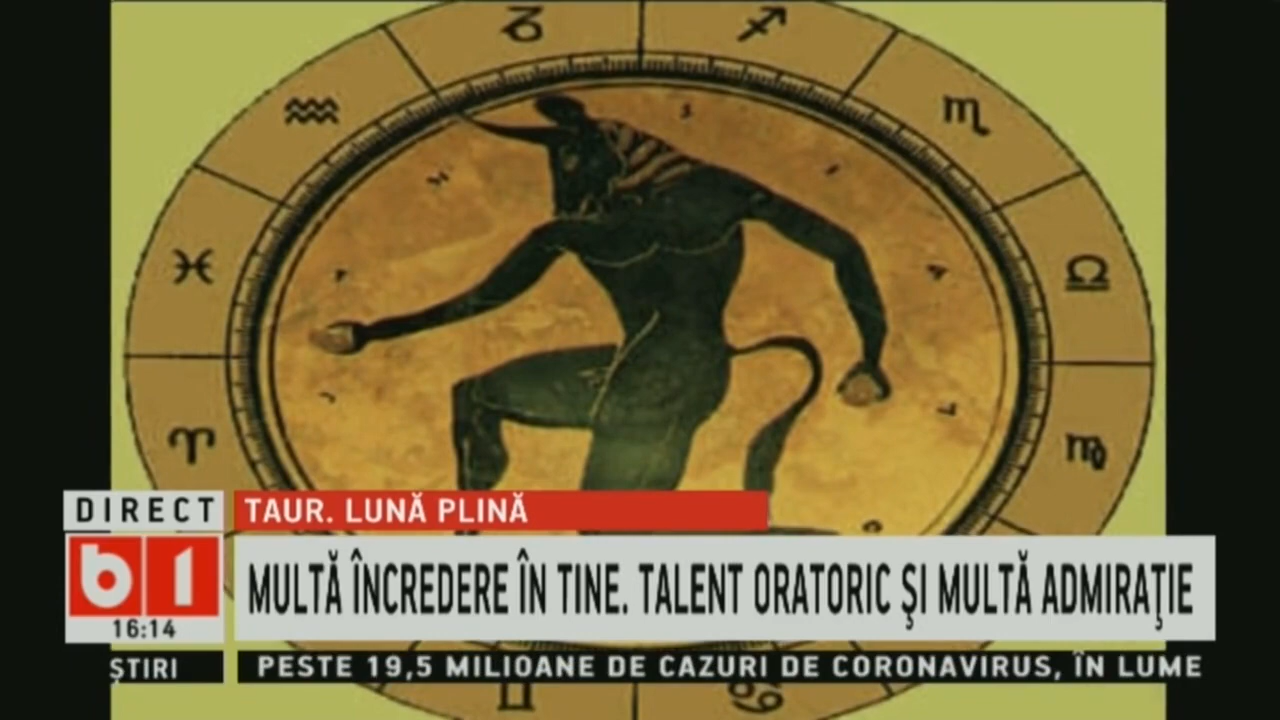 DIRECT
TAUR. LUNĂ PLINĂ
b1
MULTĂ ÎNCREDERE ÎN TINE. TALENT ORATORIC ŞI MULTĂ ADMIRAŢIE
16:14
ŞTIRI
PESTE 19,5 MILIOANE DE CAZURI DE CORONAVIRUS, ÎN LUME